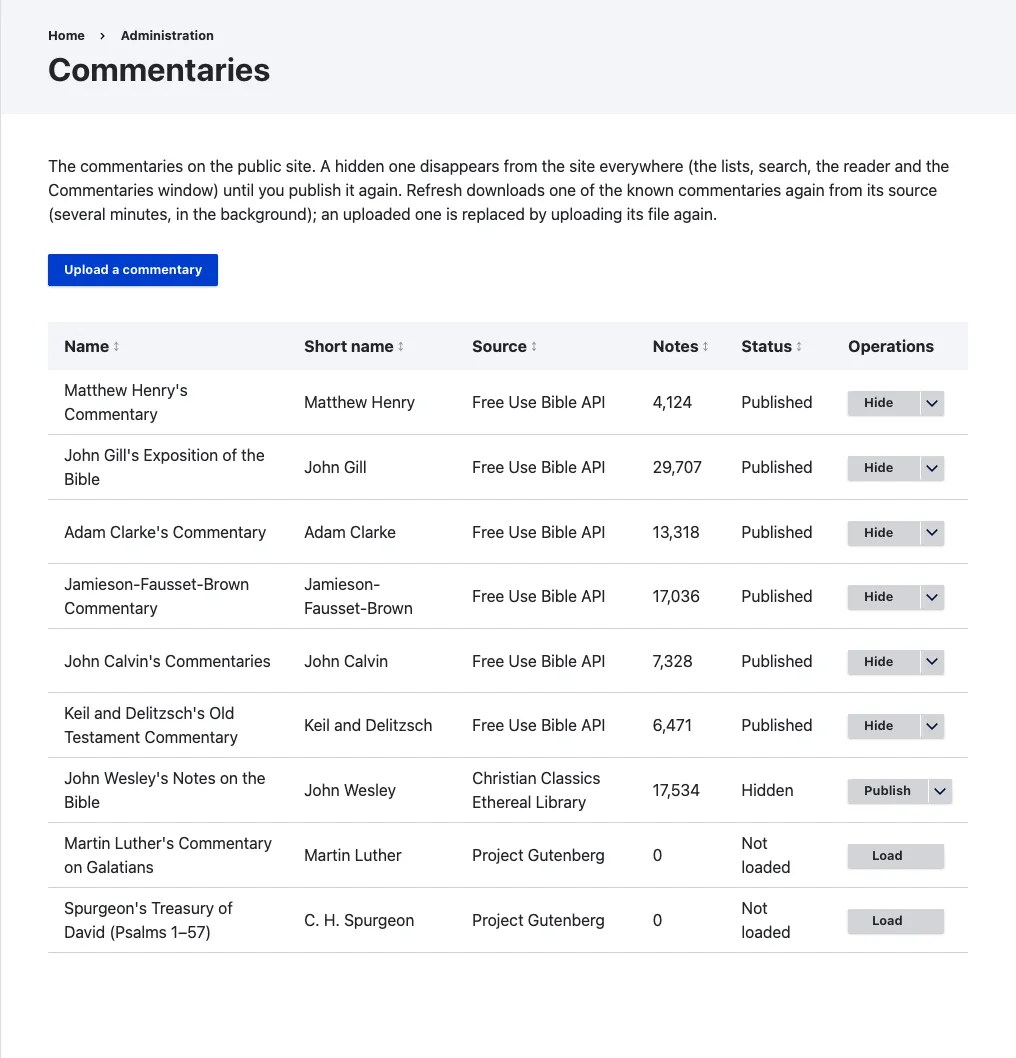 Home › Administration
Commentaries
The commentaries on the public site. A hidden one disappears from the site everywhere (the lists, search, the reader and the
Commentaries window) until you publish it again. Refresh downloads one of the known commentaries again from its source
(several minutes, in the background); an uploaded one is replaced by uploading its file again.
Upload a commentary
Name Short name Source Notes Status Operations
Matthew Henry's
Commentary
Matthew Henry Free Use Bible API 4,124 Published Hide
John Gill's Exposition of the
Bible
John Gill Free Use Bible API 29,707 Published Hide
Adam Clarke's Commentary Adam Clarke Free Use Bible API 13,318 Published Hide
Jamieson-Fausset-Brown
Commentary
Jamieson-
Fausset-Brown
Free Use Bible API 17,036 Published Hide
John Calvin's Commentaries John Calvin Free Use Bible API 7,328 Published Hide
Keil and Delitzsch's Old
Testament Commentary
Keil and Delitzsch Free Use Bible API 6,471 Published Hide
John Wesley's Notes on the
Bible
John Wesley
Christian Classics
Ethereal Library
17,534 Hidden Publish
Martin Luther's Commentary
on Galatians
Martin Luther Project Gutenberg 0
Not
loaded
Load
Spurgeon's Treasury of
David (Psalms 1–57)
C. H. Spurgeon Project Gutenberg 0
Not
loaded
Load